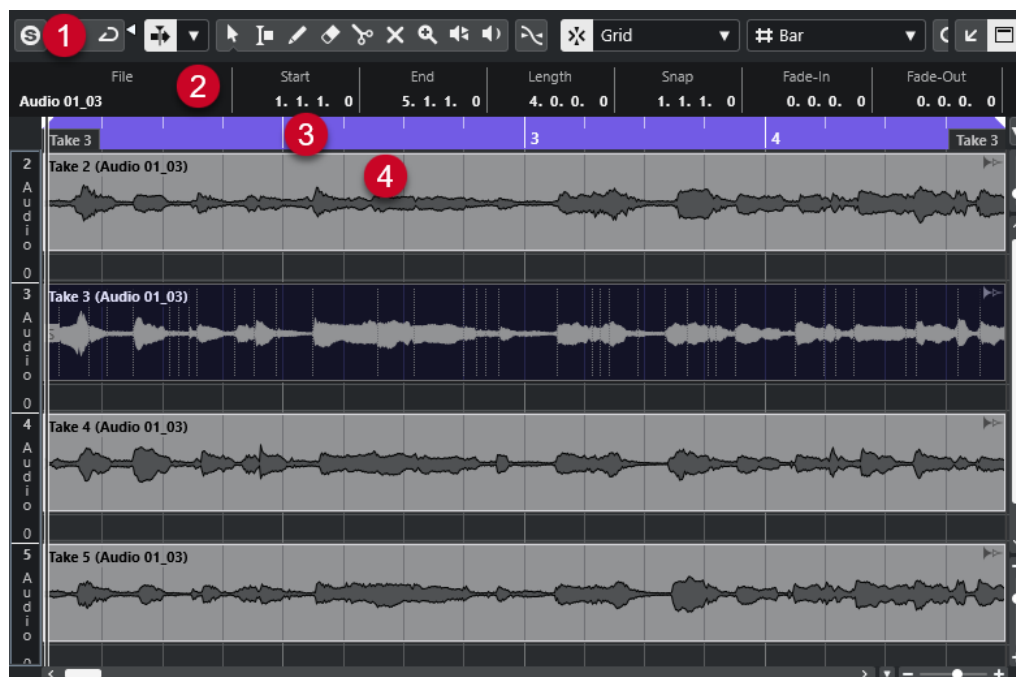 S 1 Grid Bar
File Start End Length Snap Fade-In Fade-Out
2
Audio 01_03 1. 1. 1. 0 5. 1. 1. 0 4. 0. 0. 0 1. 1. 1. 0 0. 0. 0. 0 0. 0. 0. 0
Take 3 3 3 4 Take 3
2 Take 2 (Audio 01_03)
4
Audio
0
3 Take 3 (Audio 01_03)
Audio
0
4 Take 4 (Audio 01_03)
Audio
0
5 Take 5 (Audio 01_03)
Audio